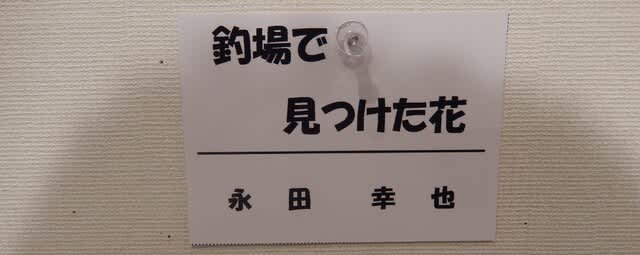 釣場で
見つけた花
永田 幸也